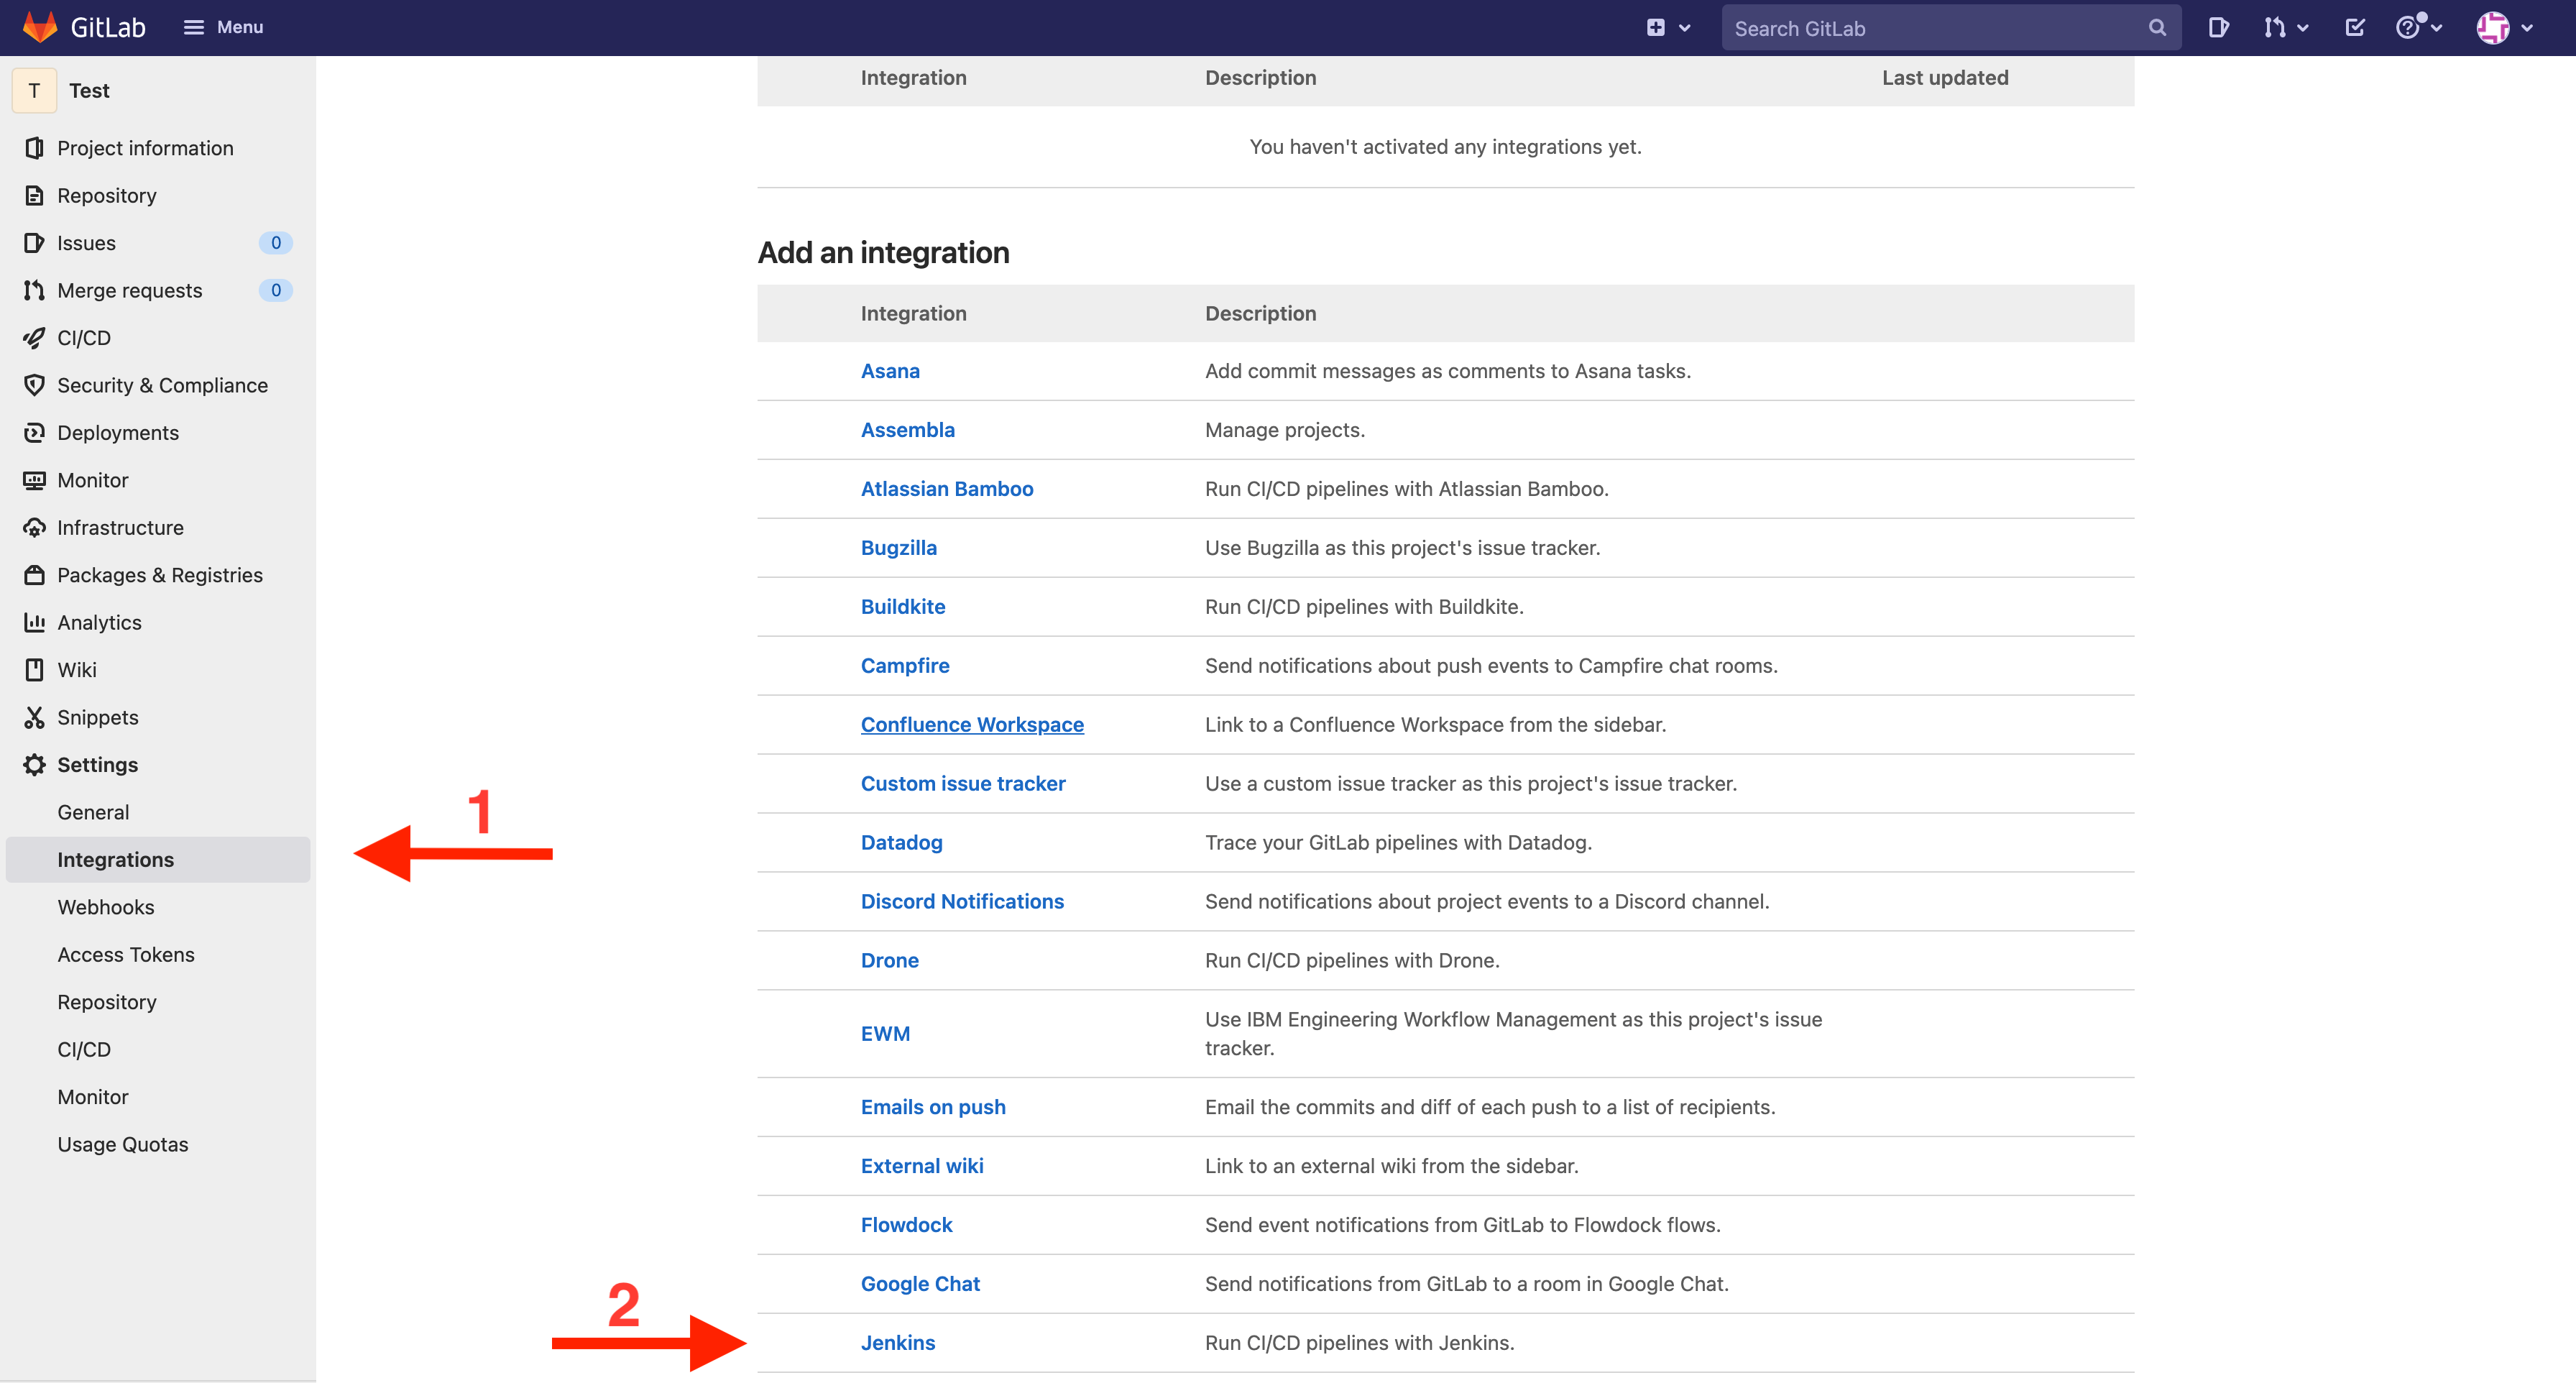 GitLab
Menu
Search GitLab
T
Test
Project information
Repository
Issues
0
Merge requests
0
CI/CD
Security & Compliance
Deployments
Monitor
Infrastructure
Packages & Registries
Analytics
Wiki
Snippets
Settings
General
Integrations
Webhooks
Access Tokens
Repository
CI/CD
Monitor
Usage Quotas
1
2
Integration Description Last updated
You haven't activated any integrations yet.
Add an integration
Integration Description
Asana Add commit messages as comments to Asana tasks.
Assembla Manage projects.
Atlassian Bamboo Run CI/CD pipelines with Atlassian Bamboo.
Bugzilla Use Bugzilla as this project's issue tracker.
Buildkite Run CI/CD pipelines with Buildkite.
Campfire Send notifications about push events to Campfire chat rooms.
Confluence Workspace Link to a Confluence Workspace from the sidebar.
Custom issue tracker Use a custom issue tracker as this project's issue tracker.
Datadog Trace your GitLab pipelines with Datadog.
Discord Notifications Send notifications about project events to a Discord channel.
Drone Run CI/CD pipelines with Drone.
EWM Use IBM Engineering Workflow Management as this project's issue
tracker.
Emails on push Email the commits and diff of each push to a list of recipients.
External wiki Link to an external wiki from the sidebar.
Flowdock Send event notifications from GitLab to Flowdock flows.
Google Chat Send notifications from GitLab to a room in Google Chat.
Jenkins Run CI/CD pipelines with Jenkins.